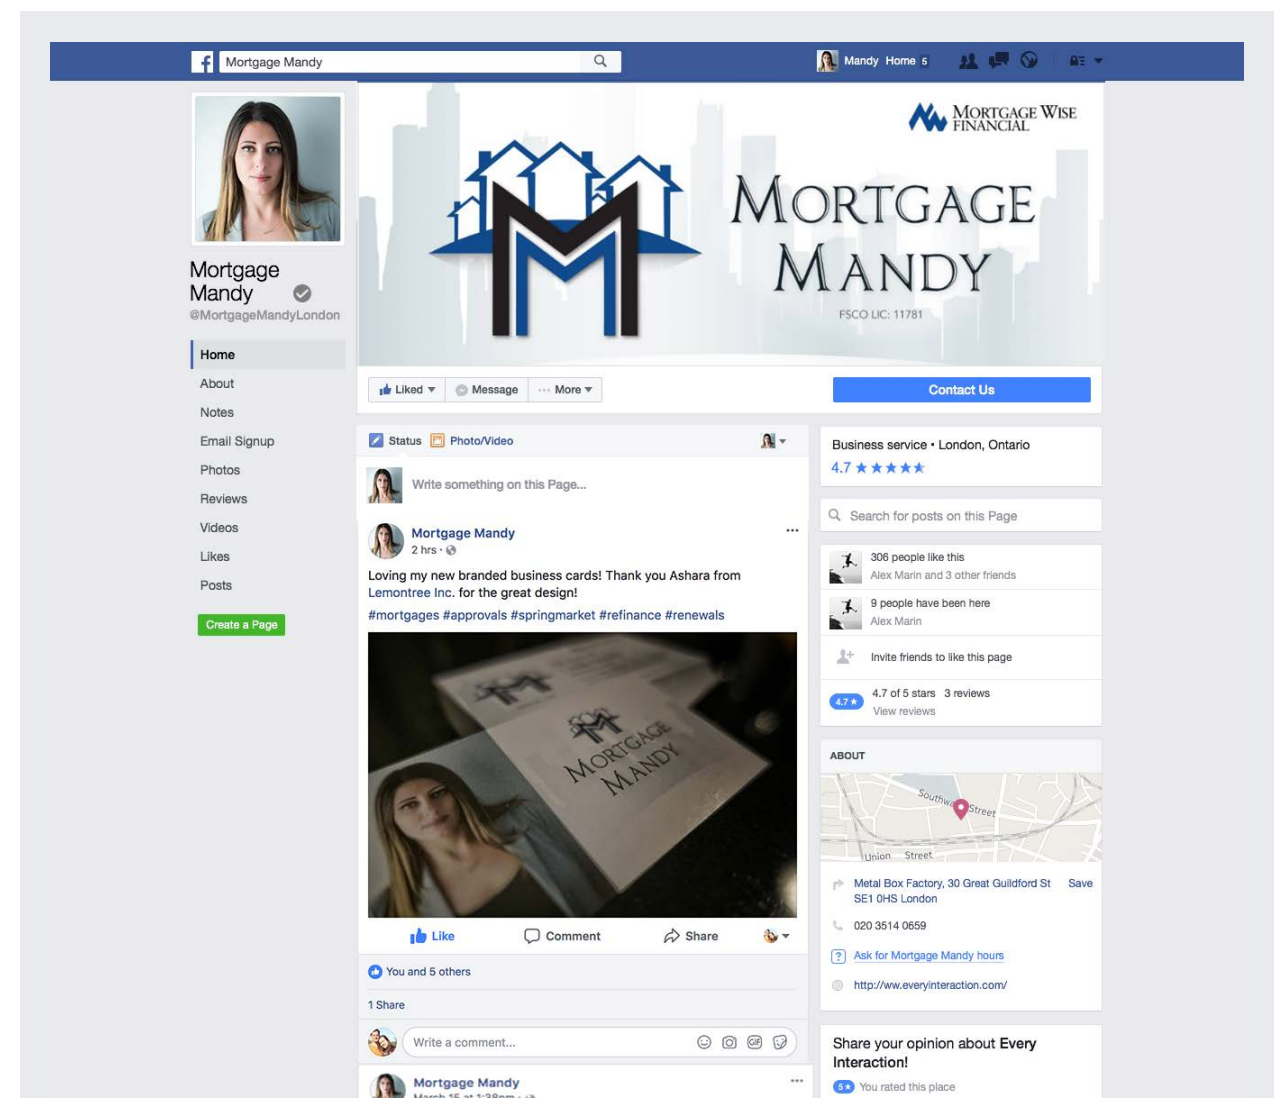 Mortgage Mandy
Mandy Home 5
MORTGAGE WISE
FINANCIAL
MORTGAGE
MANDY
FSCO LIC: 11781
Mortgage
Mandy
@MortgageMandyLondon
Home
About
Notes
Email Signup
Photos
Reviews
Videos
Likes
Posts
Create a Page
Liked
Message
More
Contact Us
Status Photo/Video
Write something on this Page...
Mortgage Mandy
2 hrs
Loving my new branded business cards! Thank you Ashara from
Lemontree Inc. for the great design!
#mortgages #approvals #springmarket #refinance #renewals
MORTGAGE
MANDY
Like Comment Share
You and 5 others
1 Share
Write a comment...
GIF
Mortgage Mandy
March 15 at 1:38pm
Business service • London, Ontario
4.7
Search for posts on this Page
306 people like this
Alex Marin and 3 other friends
9 people have been here
Alex Marin
Invite friends to like this page
4.7 ★ 4.7 of 5 stars 3 reviews
View reviews
ABOUT
Street
Union Street
Metal Box Factory, 30 Great Guildford St Save
SE1 0HS London
020 3514 0659
Ask for Mortgage Mandy hours
http://ww.everyinteraction.com/
Share your opinion about Every
Interaction!
5 ★ You rated this place